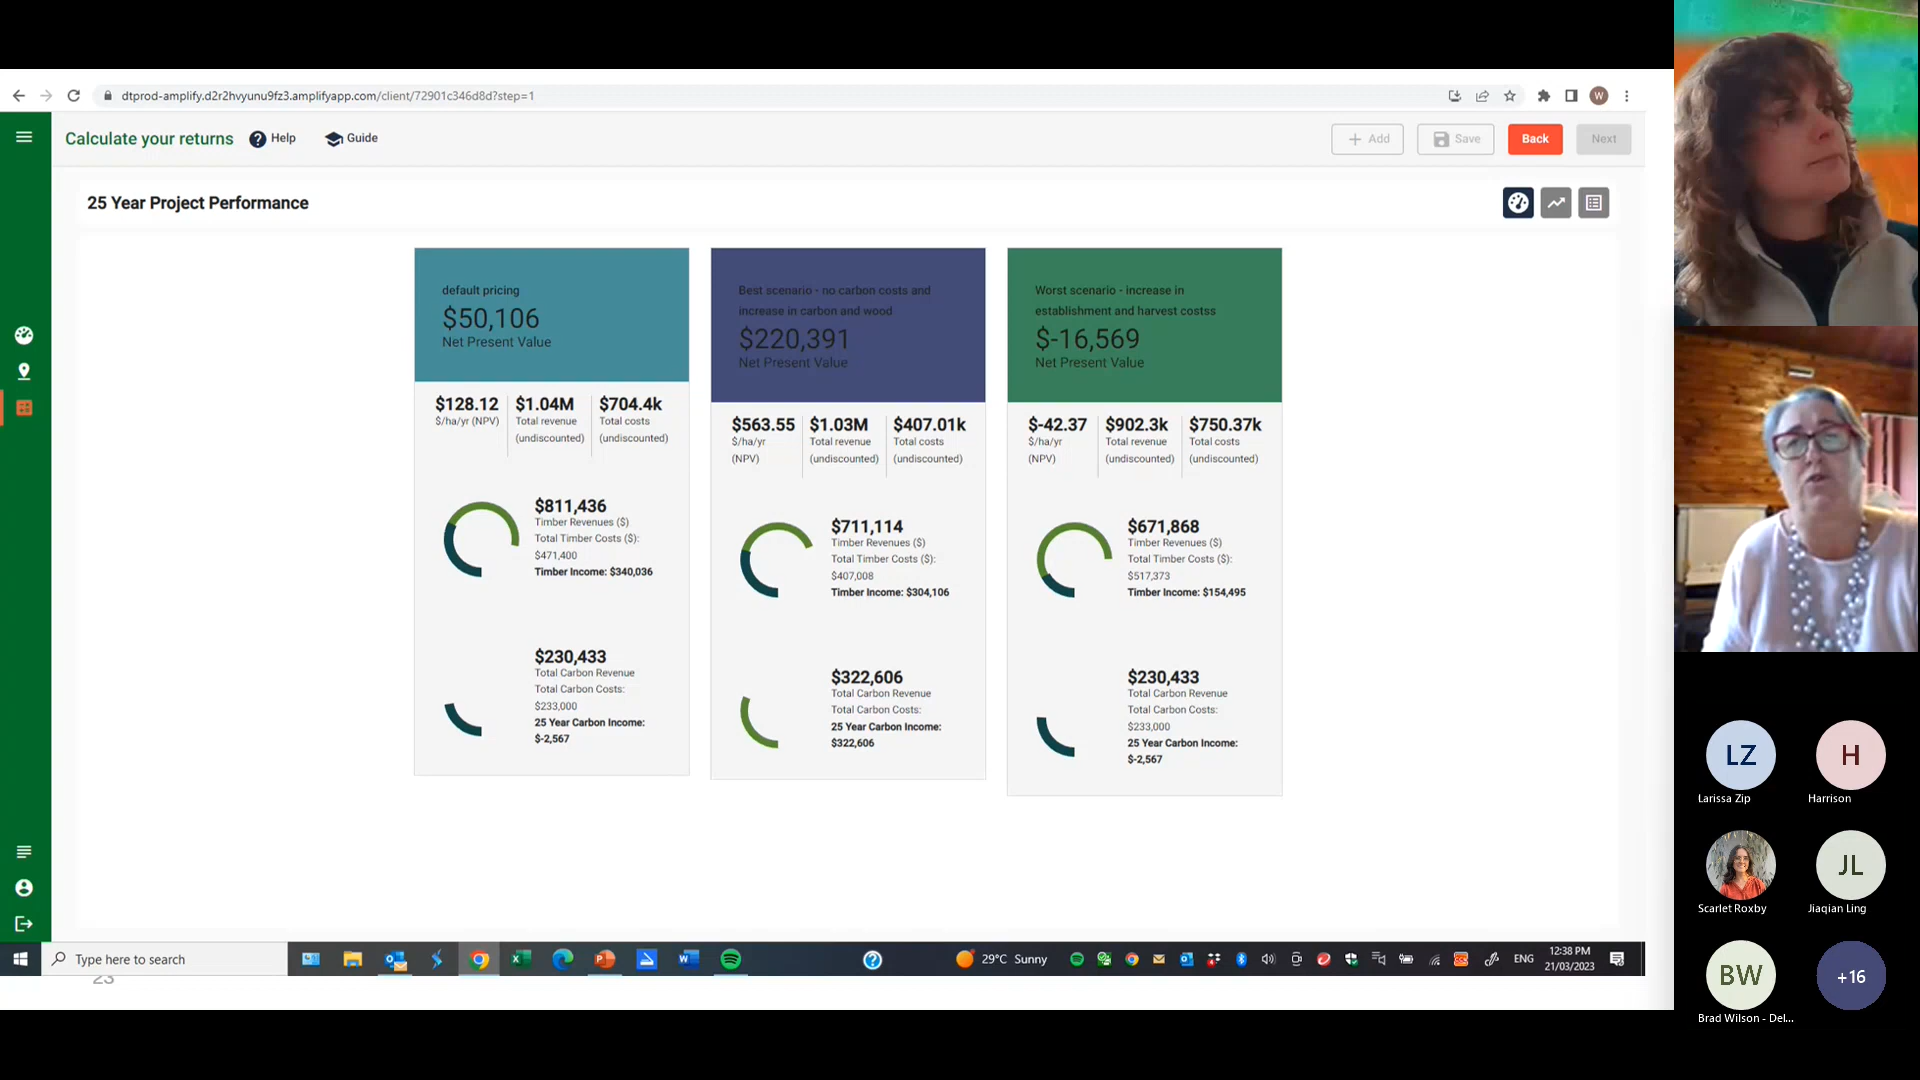 dtprod-amplify.d2r2hvyunu9fz3.amplifyapp.com/client/72901c346d8d?step=1
W
Calculate your returns
Help
Guide
Add
Save
Back
Next
25 Year Project Performance
default pricing
$50,106
Net Present Value
$128.12
$/ha/yr (NPV)
$1.04M
Total revenue
(undiscounted)
$704.4k
Total costs
(undiscounted)
$811,436
Timber Revenues ($)
Total Timber Costs ($):
$471,400
Timber Income: $340,036
$230,433
Total Carbon Revenue
Total Carbon Costs:
$233,000
25 Year Carbon Income:
$-2,567
Best scenario - no carbon costs and
increase in carbon and wood
$220,391
Net Present Value
$563.55
$/ha/yr
(NPV)
$1.03M
Total revenue
(undiscounted)
$407.01k
Total costs
(undiscounted)
$711,114
Timber Revenues ($)
Total Timber Costs ($):
$407,008
Timber Income: $304,106
$322,606
Total Carbon Revenue
Total Carbon Costs:
25 Year Carbon Income:
$322,606
Worst scenario - increase in
establishment and harvest costss
$-16,569
Net Present Value
$-42.37
$/ha/yr
(NPV)
$902.3k
Total revenue
(undiscounted)
$750.37k
Total costs
(undiscounted)
$671,868
Timber Revenues ($)
Total Timber Costs ($):
$517,373
Timber Income: $154,495
$230,433
Total Carbon Revenue
Total Carbon Costs:
$233,000
25 Year Carbon Income:
$-2,567
Type here to search
29°C Sunny
ENG
12:38 PM
21/03/2023
23
LZ
Larissa Zip
H
Harrison
Scarlet Roxby
JL
Jiaqian Ling
BW
Brad Wilson - Del...
+16